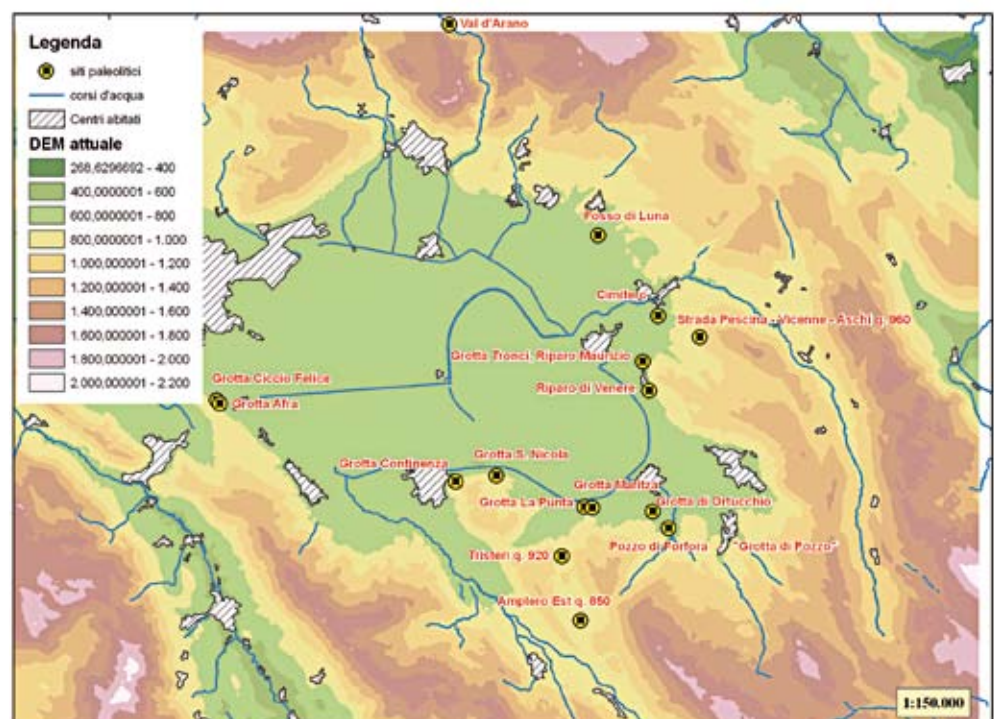 Val d'Arano
Legenda
siti paleolitici
corsi d'acqua
Centri abitati
DEM attuale
268,6296692 - 400
400,0000001 - 600
600,0000001 - 800
800,0000001 - 1.000
1.000,000001 - 1.200
1.200,000001 - 1.400
1.400,000001 - 1.600
1.600,000001 - 1.800
1.800,000001 - 2.000
2.000,000001 - 2.200
Fosso di Luna
Cimitero
Strada Pescina - Vicenne - Aschi q. 960
Grotta Tronci, Riparo Maurizio
Grotta Ciccio Felice
Riparo di Venere
Grotta Afra
Grotta S. Nicola
Grotta Continenza
Grotta Maritza
Grotta La Punta
Grotta di Ortucchio
Pozzo di Forfora
"Grotta di Pozzo"
Tristeri q. 920
Amplero Est q. 850
1:150.000